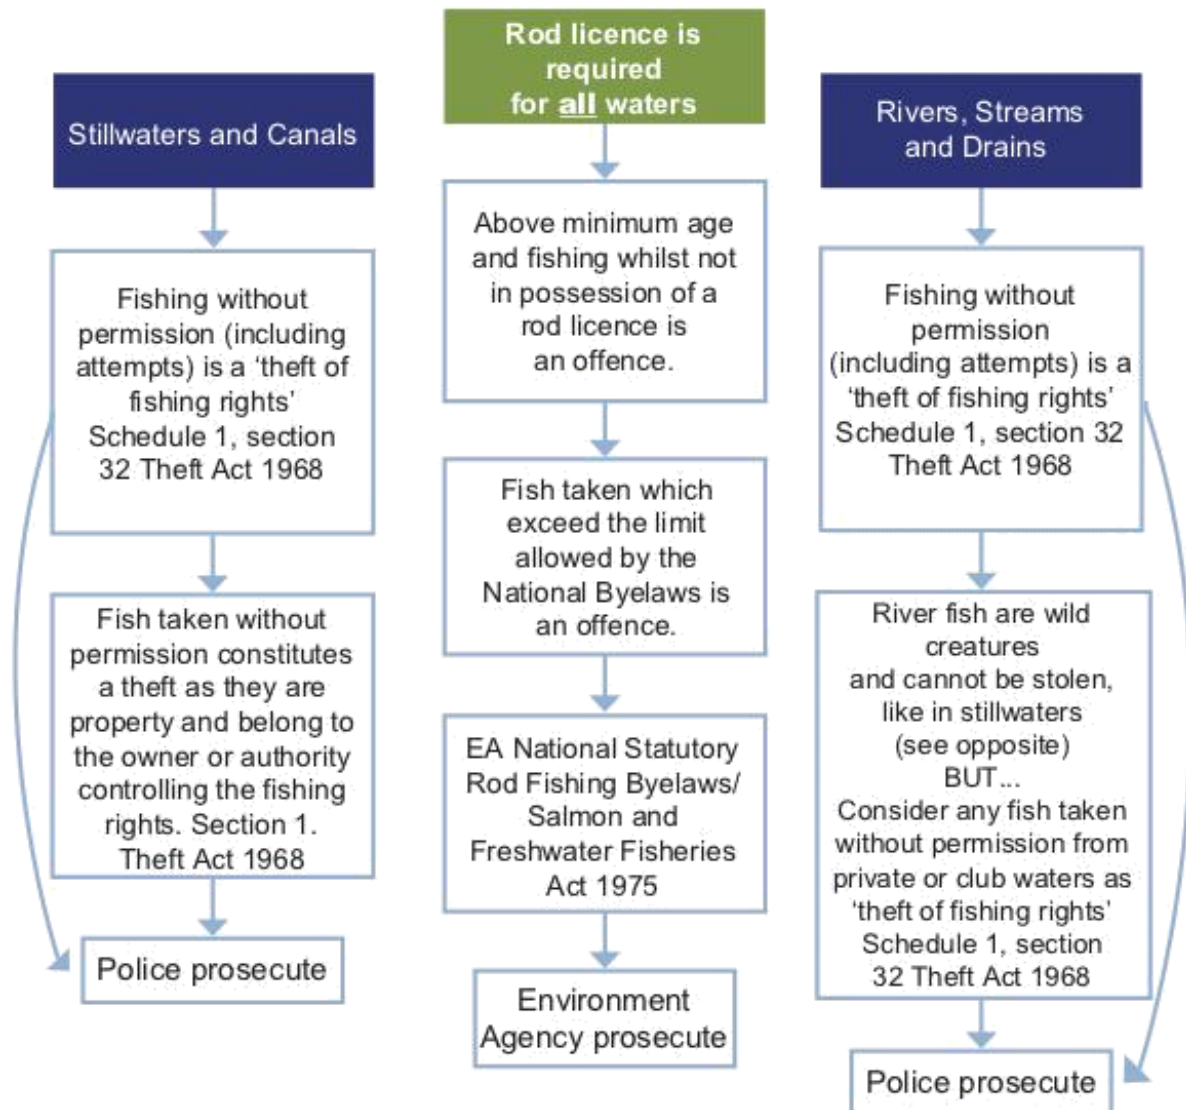 Stillwaters and Canals
Fishing without
permission (including
attempts) is a ‘theft of
fishing rights’
Schedule 1, section
32 Theft Act 1968
Fish taken without
permission constitutes
a theft as they are
property and belong to
the owner or authority
controlling the fishing
rights. Section 1.
Theft Act 1968
Police prosecute
Rod licence is
required
for all waters
Above minimum age
and fishing whilst not
in possession of a
rod licence is
an offence.
Fish taken which
exceed the limit
allowed by the
National Byelaws is
an offence.
EA National Statutory
Rod Fishing Byelaws/
Salmon and
Freshwater Fisheries
Act 1975
Environment
Agency prosecute
Rivers, Streams
and Drains
Fishing without
permission
(including attempts) is a
‘theft of fishing rights’
Schedule 1, section 32
Theft Act 1968
River fish are wild
creatures
and cannot be stolen,
like in stillwaters
(see opposite)
BUT...
Consider any fish taken
without permission from
private or club waters as
‘theft of fishing rights’
Schedule 1, section
32 Theft Act 1968
Police prosecute